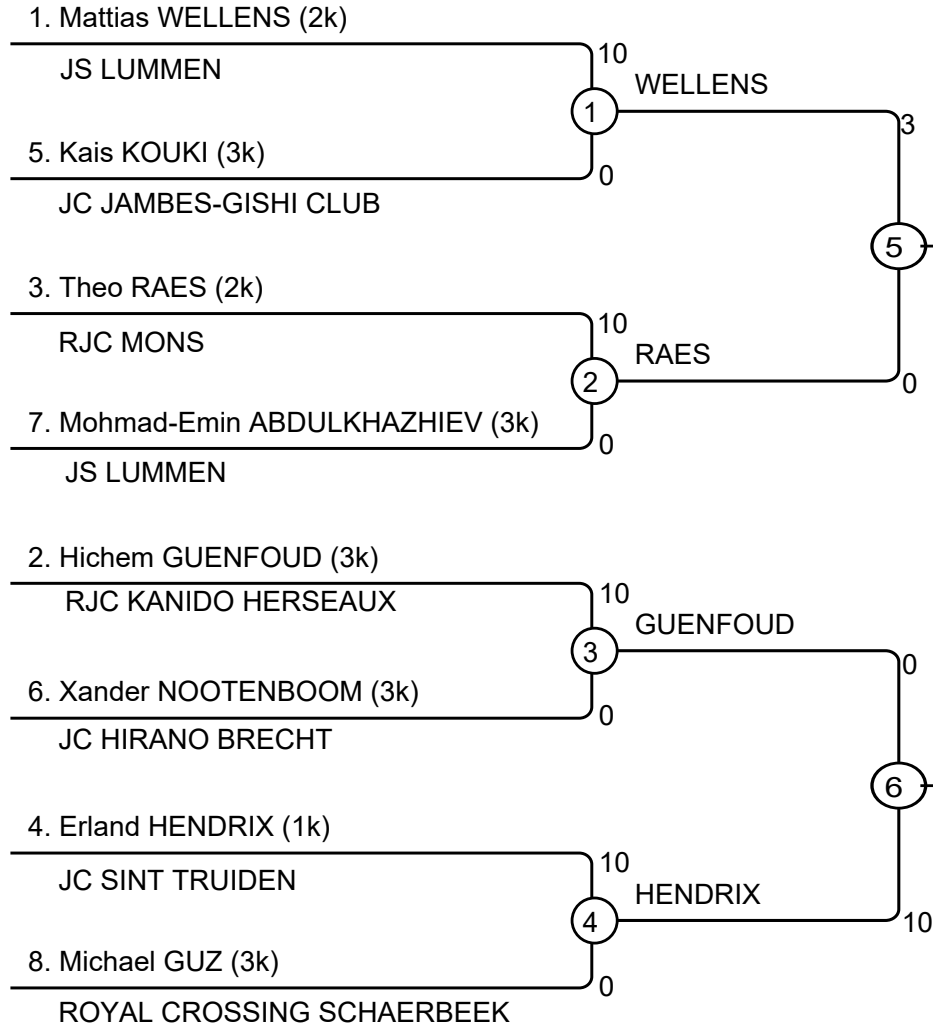 1. Mattias WELLENS (2k)
10
JS LUMMEN
WELLENS
1
3
5. Kais KOUKI (3k)
0
JC JAMBES-GISHI CLUB
5
3. Theo RAES (2k)
10
RJC MONS
RAES
2
0
7. Mohmad-Emin ABDULKHAZHIEV (3k)
0
JS LUMMEN
2. Hichem GUENFOUD (3k)
10
RJC KANIDO HERSEAUX
GUENFOUD
3
0
6. Xander NOOTENBOOM (3k)
0
JC HIRANO BRECHT
6
4. Erland HENDRIX (1k)
10
JC SINT TRUIDEN
HENDRIX
4
10
8. Michael GUZ (3k)
0
ROYAL CROSSING SCHAERBEEK